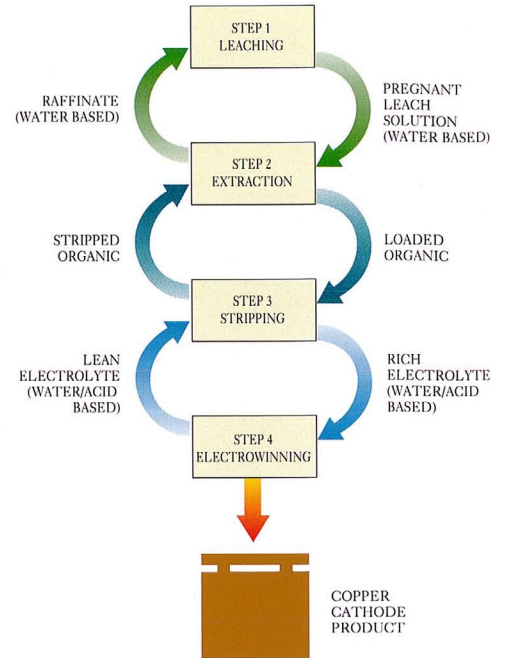 STEP 1
LEACHING
RAFFINATE
(WATER BASED)
PREGNANT
LEACH
SOLUTION
(WATER BASED)
STEP 2
EXTRACTION
STRIPPED
ORGANIC
LOADED
ORGANIC
STEP 3
STRIPPING
LEAN
ELECTROLYTE
(WATER/ACID
BASED)
RICH
ELECTROLYTE
(WATER/ACID
BASED)
STEP 4
ELECTROWINNING
COPPER
CATHODE
PRODUCT